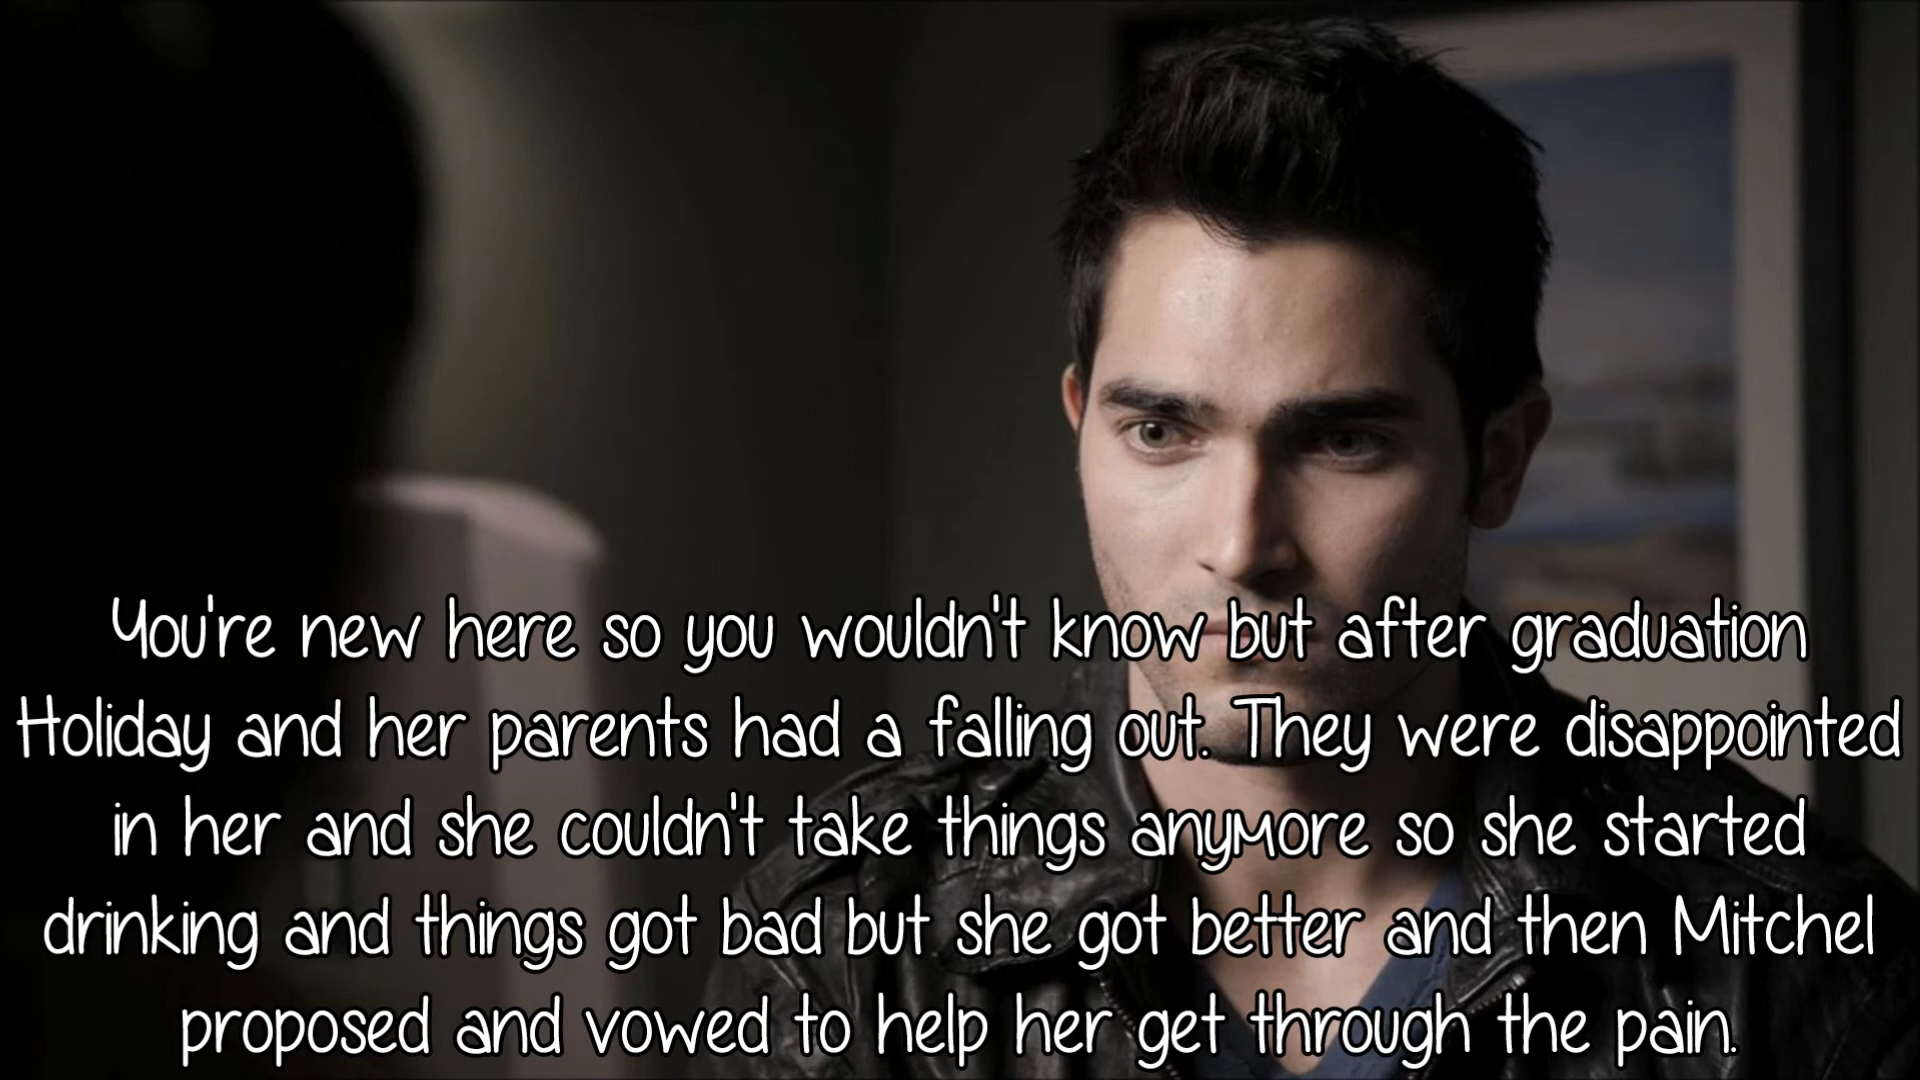 You're new here so you wouldn't know but after graduation
Holiday and her parents had a falling out. They were disappointed
in her and she couldn't take things anymore so she started
drinking and things got bad but she got better and then Mitchel
proposed and vowed to help her get through the pain.